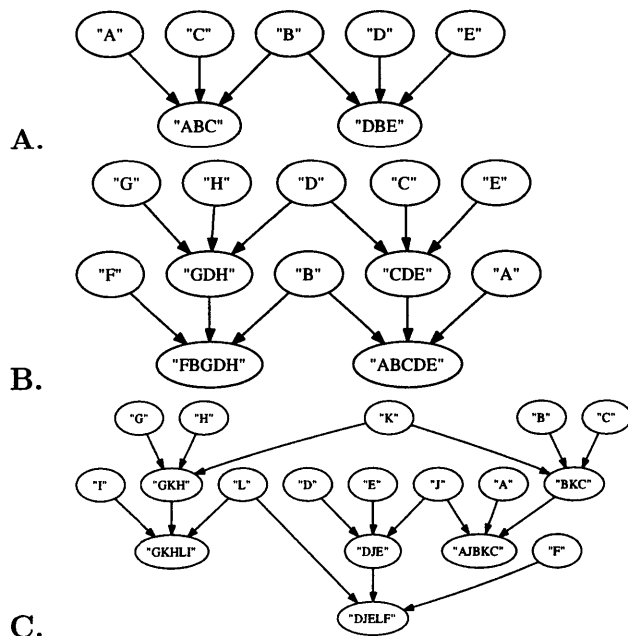 "A" "C" "B" "D" "E"
"ABC" "DBE"
A.
"G" "H" "D" "C" "E"
"F" "GDH" "B" "CDE" "A"
"FBGDH" "ABCDE"
B.
"G" "H" "K" "B" "C"
"I" "GKH" "L" "D" "E" "J" "A" "BKC"
"GKHLI" "DJE" "AJBKC" "F"
"DJELF"
C.